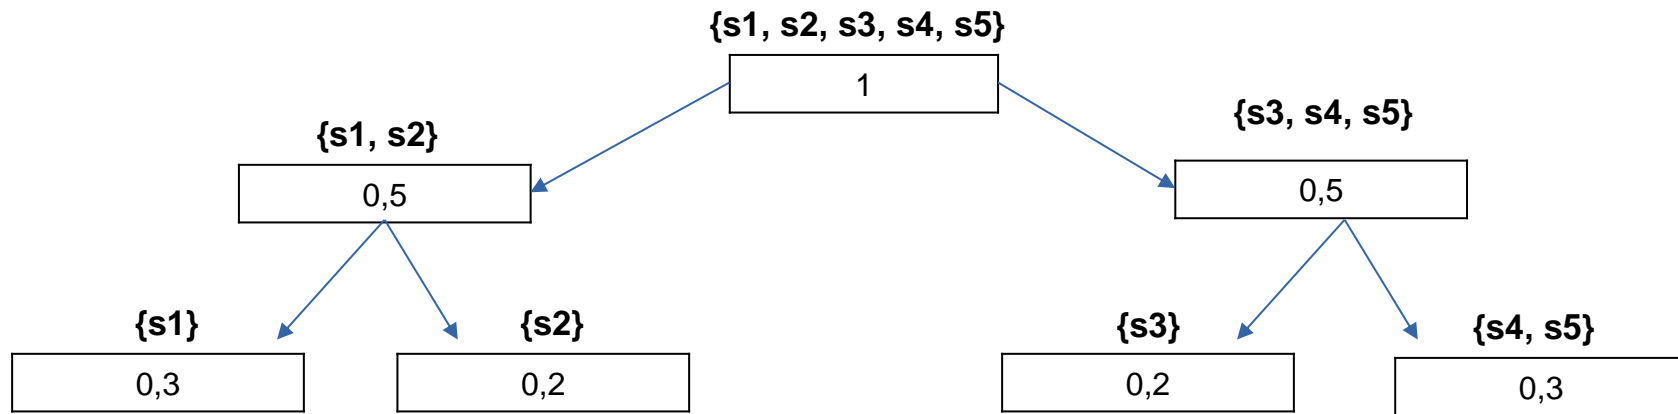 {s1, s2, s3, s4, s5}
1
{s1, s2}
0,5
{s3, s4, s5}
0,5
{s1}
0,3
{s2}
0,2
{s3}
0,2
{s4, s5}
0,3